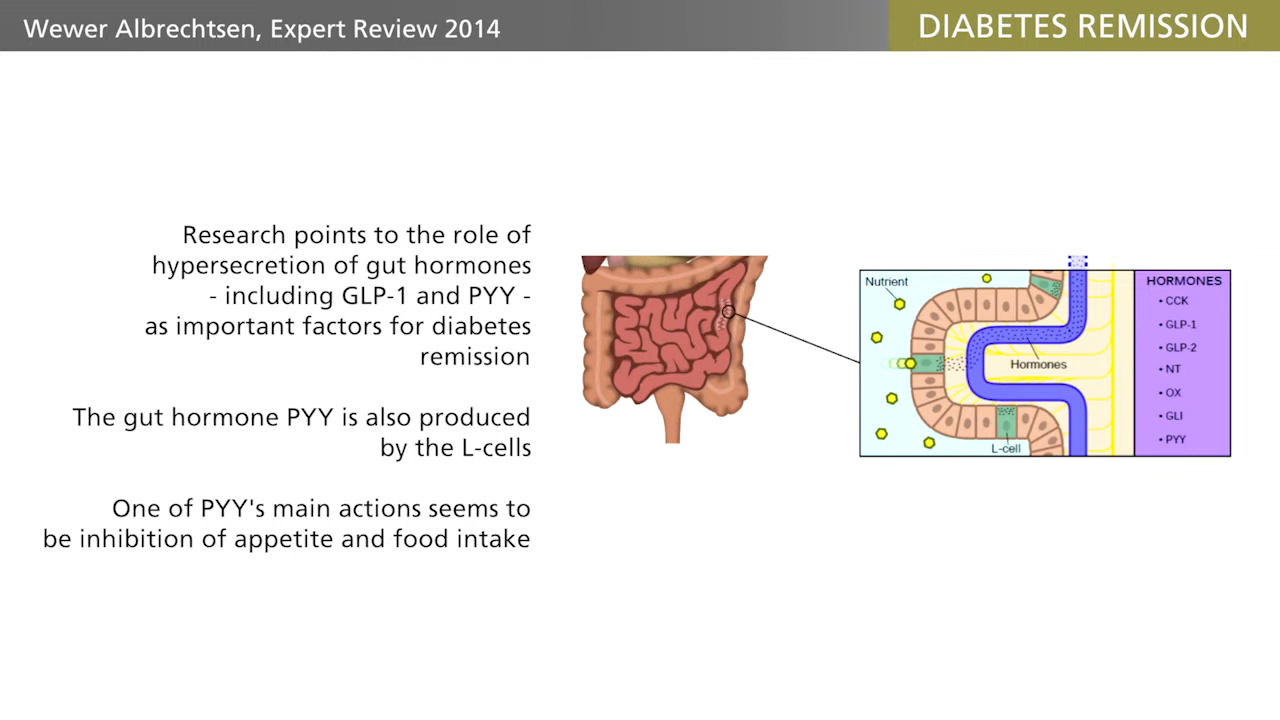 Wewer Albrechtsen, Expert Review 2014
DIABETES REMISSION
Research points to the role of
hypersecretion of gut hormones
- including GLP-1 and PYY -
as important factors for diabetes
remission
The gut hormone PYY is also produced
by the L-cells
One of PYY's main actions seems to
be inhibition of appetite and food intake
Nutrient
Hormones
L-cell
HORMONES
• CCK
• GLP-1
• GLP-2
• NT
• OX
• GLI
• PYY